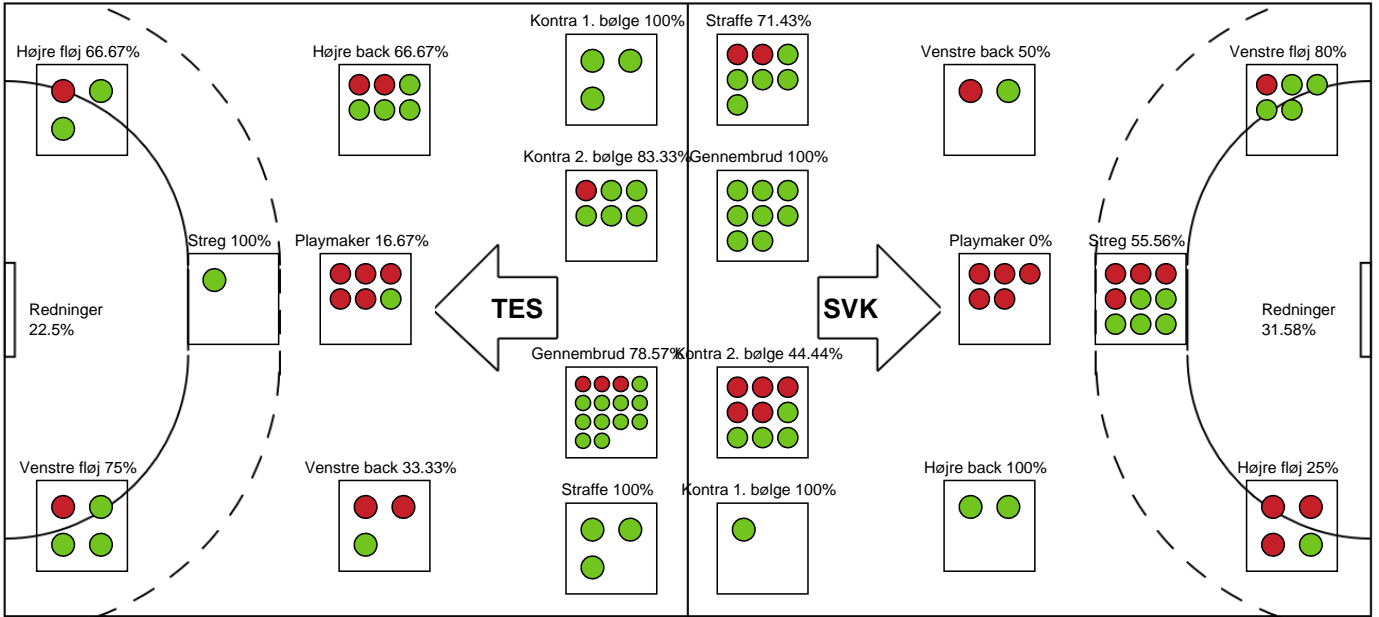 Kontra 1. bølge 100%
Straffe 71.43%
Højre fløj 66.67%
Højre back 66.67%
Venstre back 50%
Venstre fløj 80%
Kontra 2. bølge 83.33%
Gennembrud 100%
Streg 100%
Playmaker 16.67%
Playmaker 0%
Streg 55.56%
Redninger
22.5%
TES
SVK
Redninger
31.58%
Gennembrud 78.57%
Kontra 2. bølge 44.44%
Venstre fløj 75%
Venstre back 33.33%
Højre back 100%
Højre fløj 25%
Straffe 100%
Kontra 1. bølge 100%